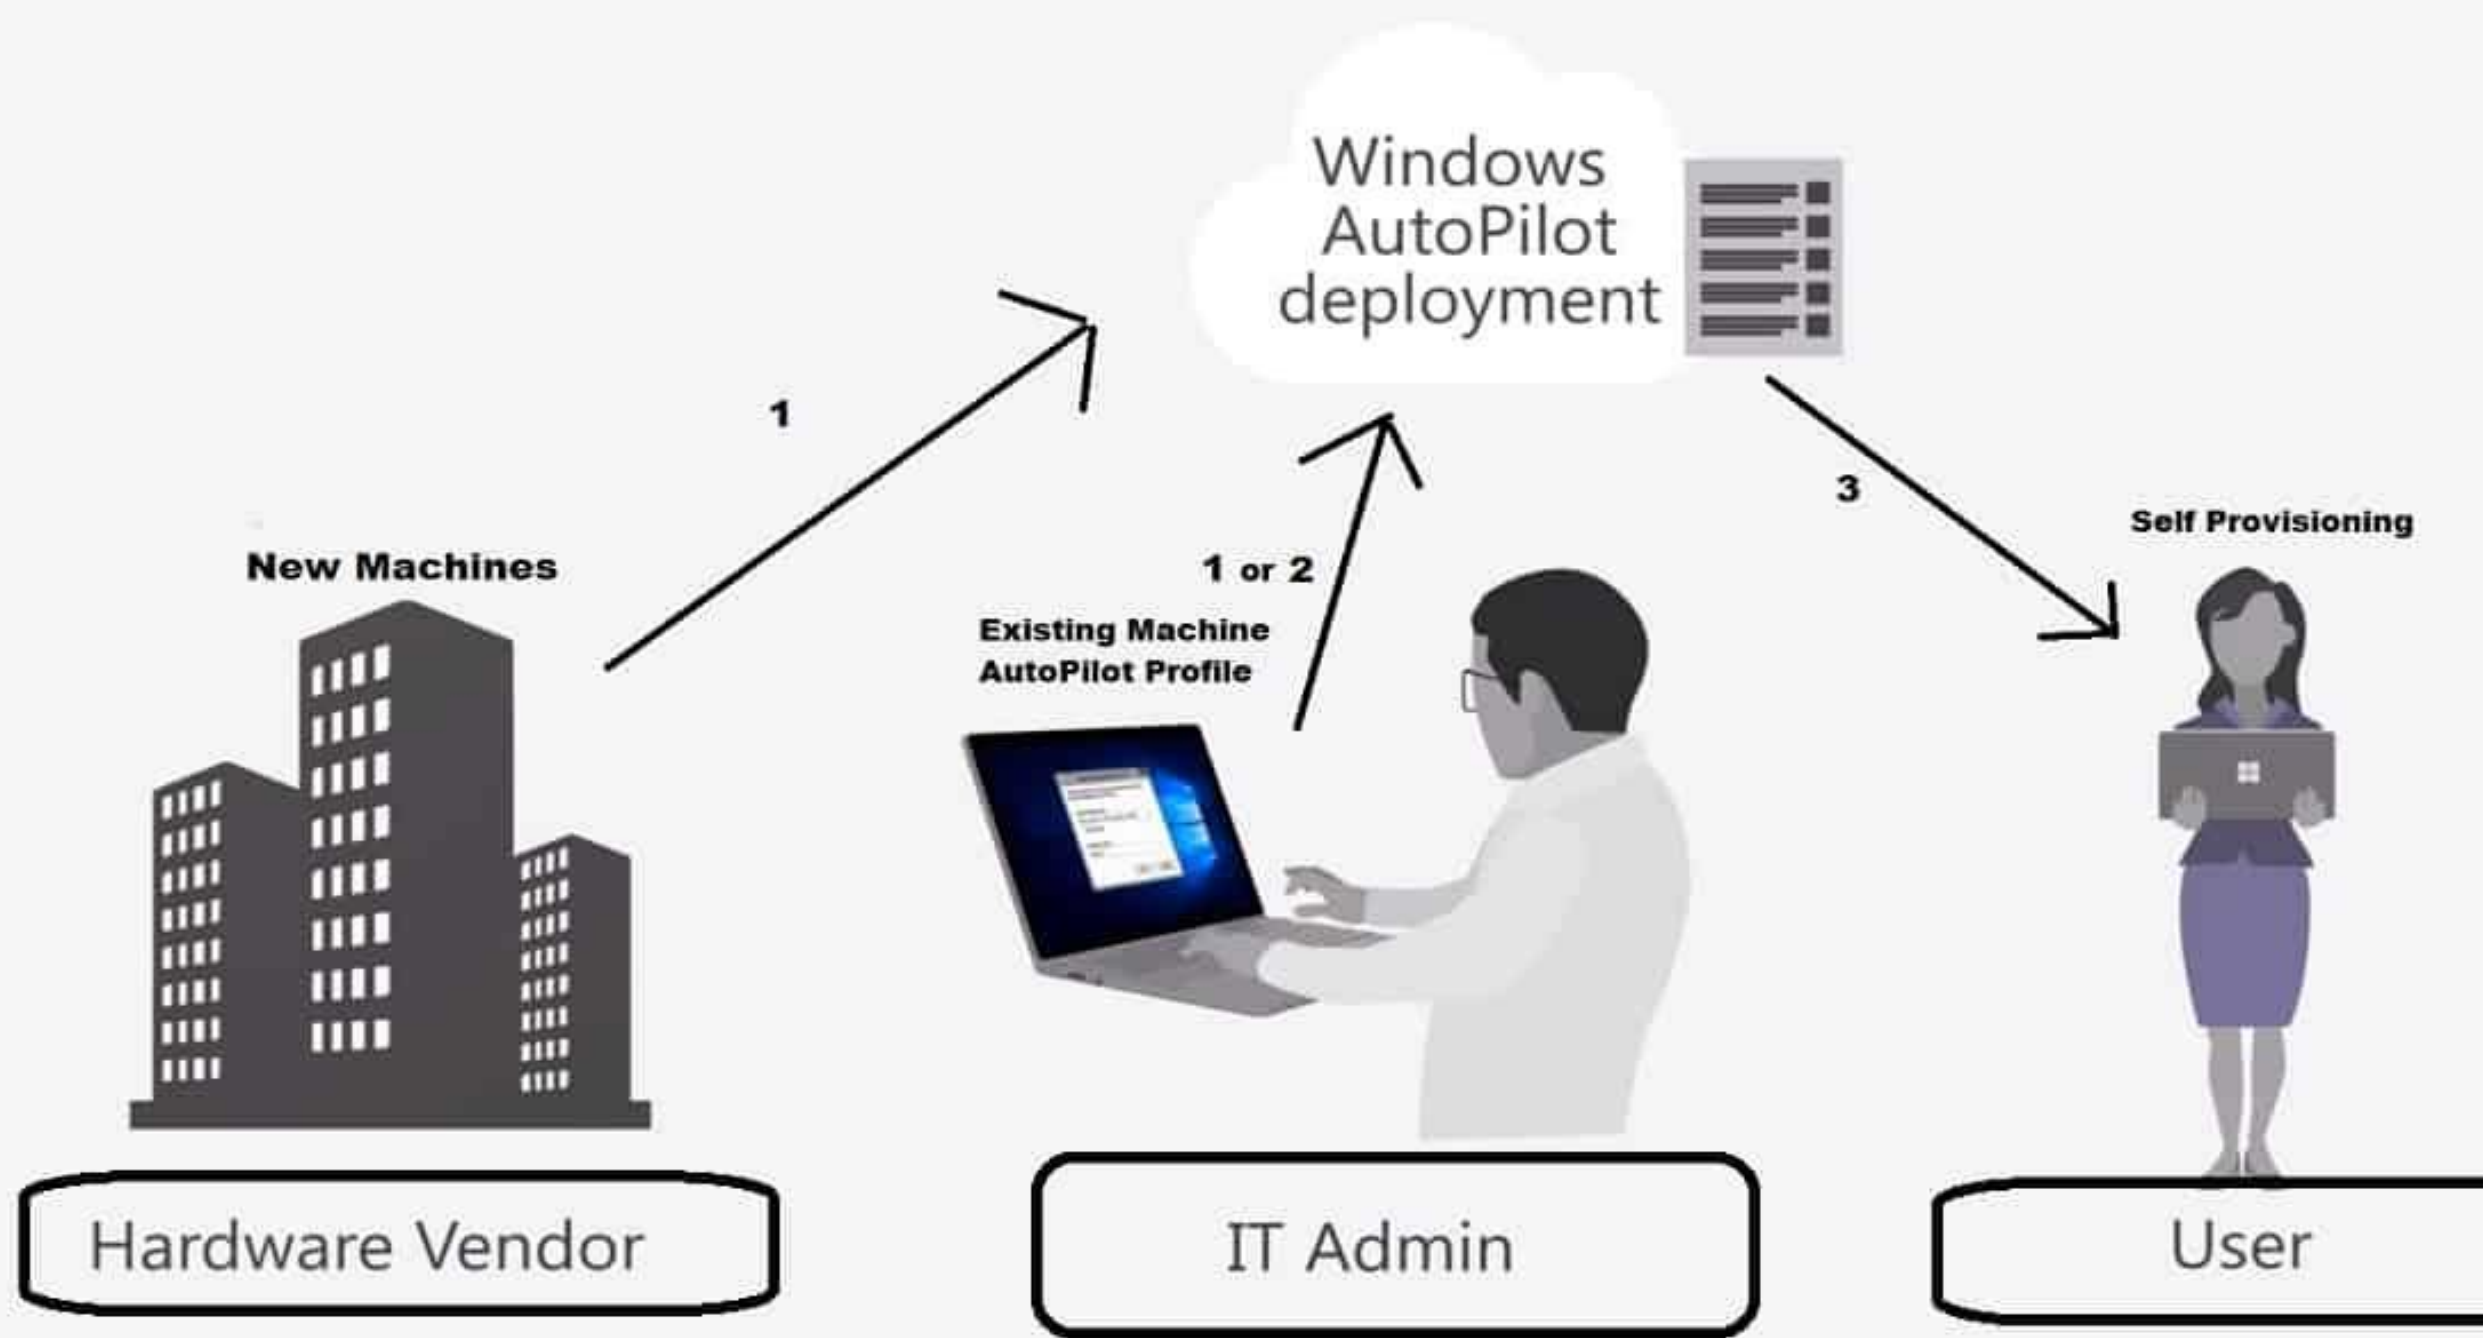 Windows
AutoPilot
deployment
1
3
Self Provisioning
New Machines
1 or 2
Existing Machine
AutoPilot Profile
Hardware Vendor
IT Admin
User